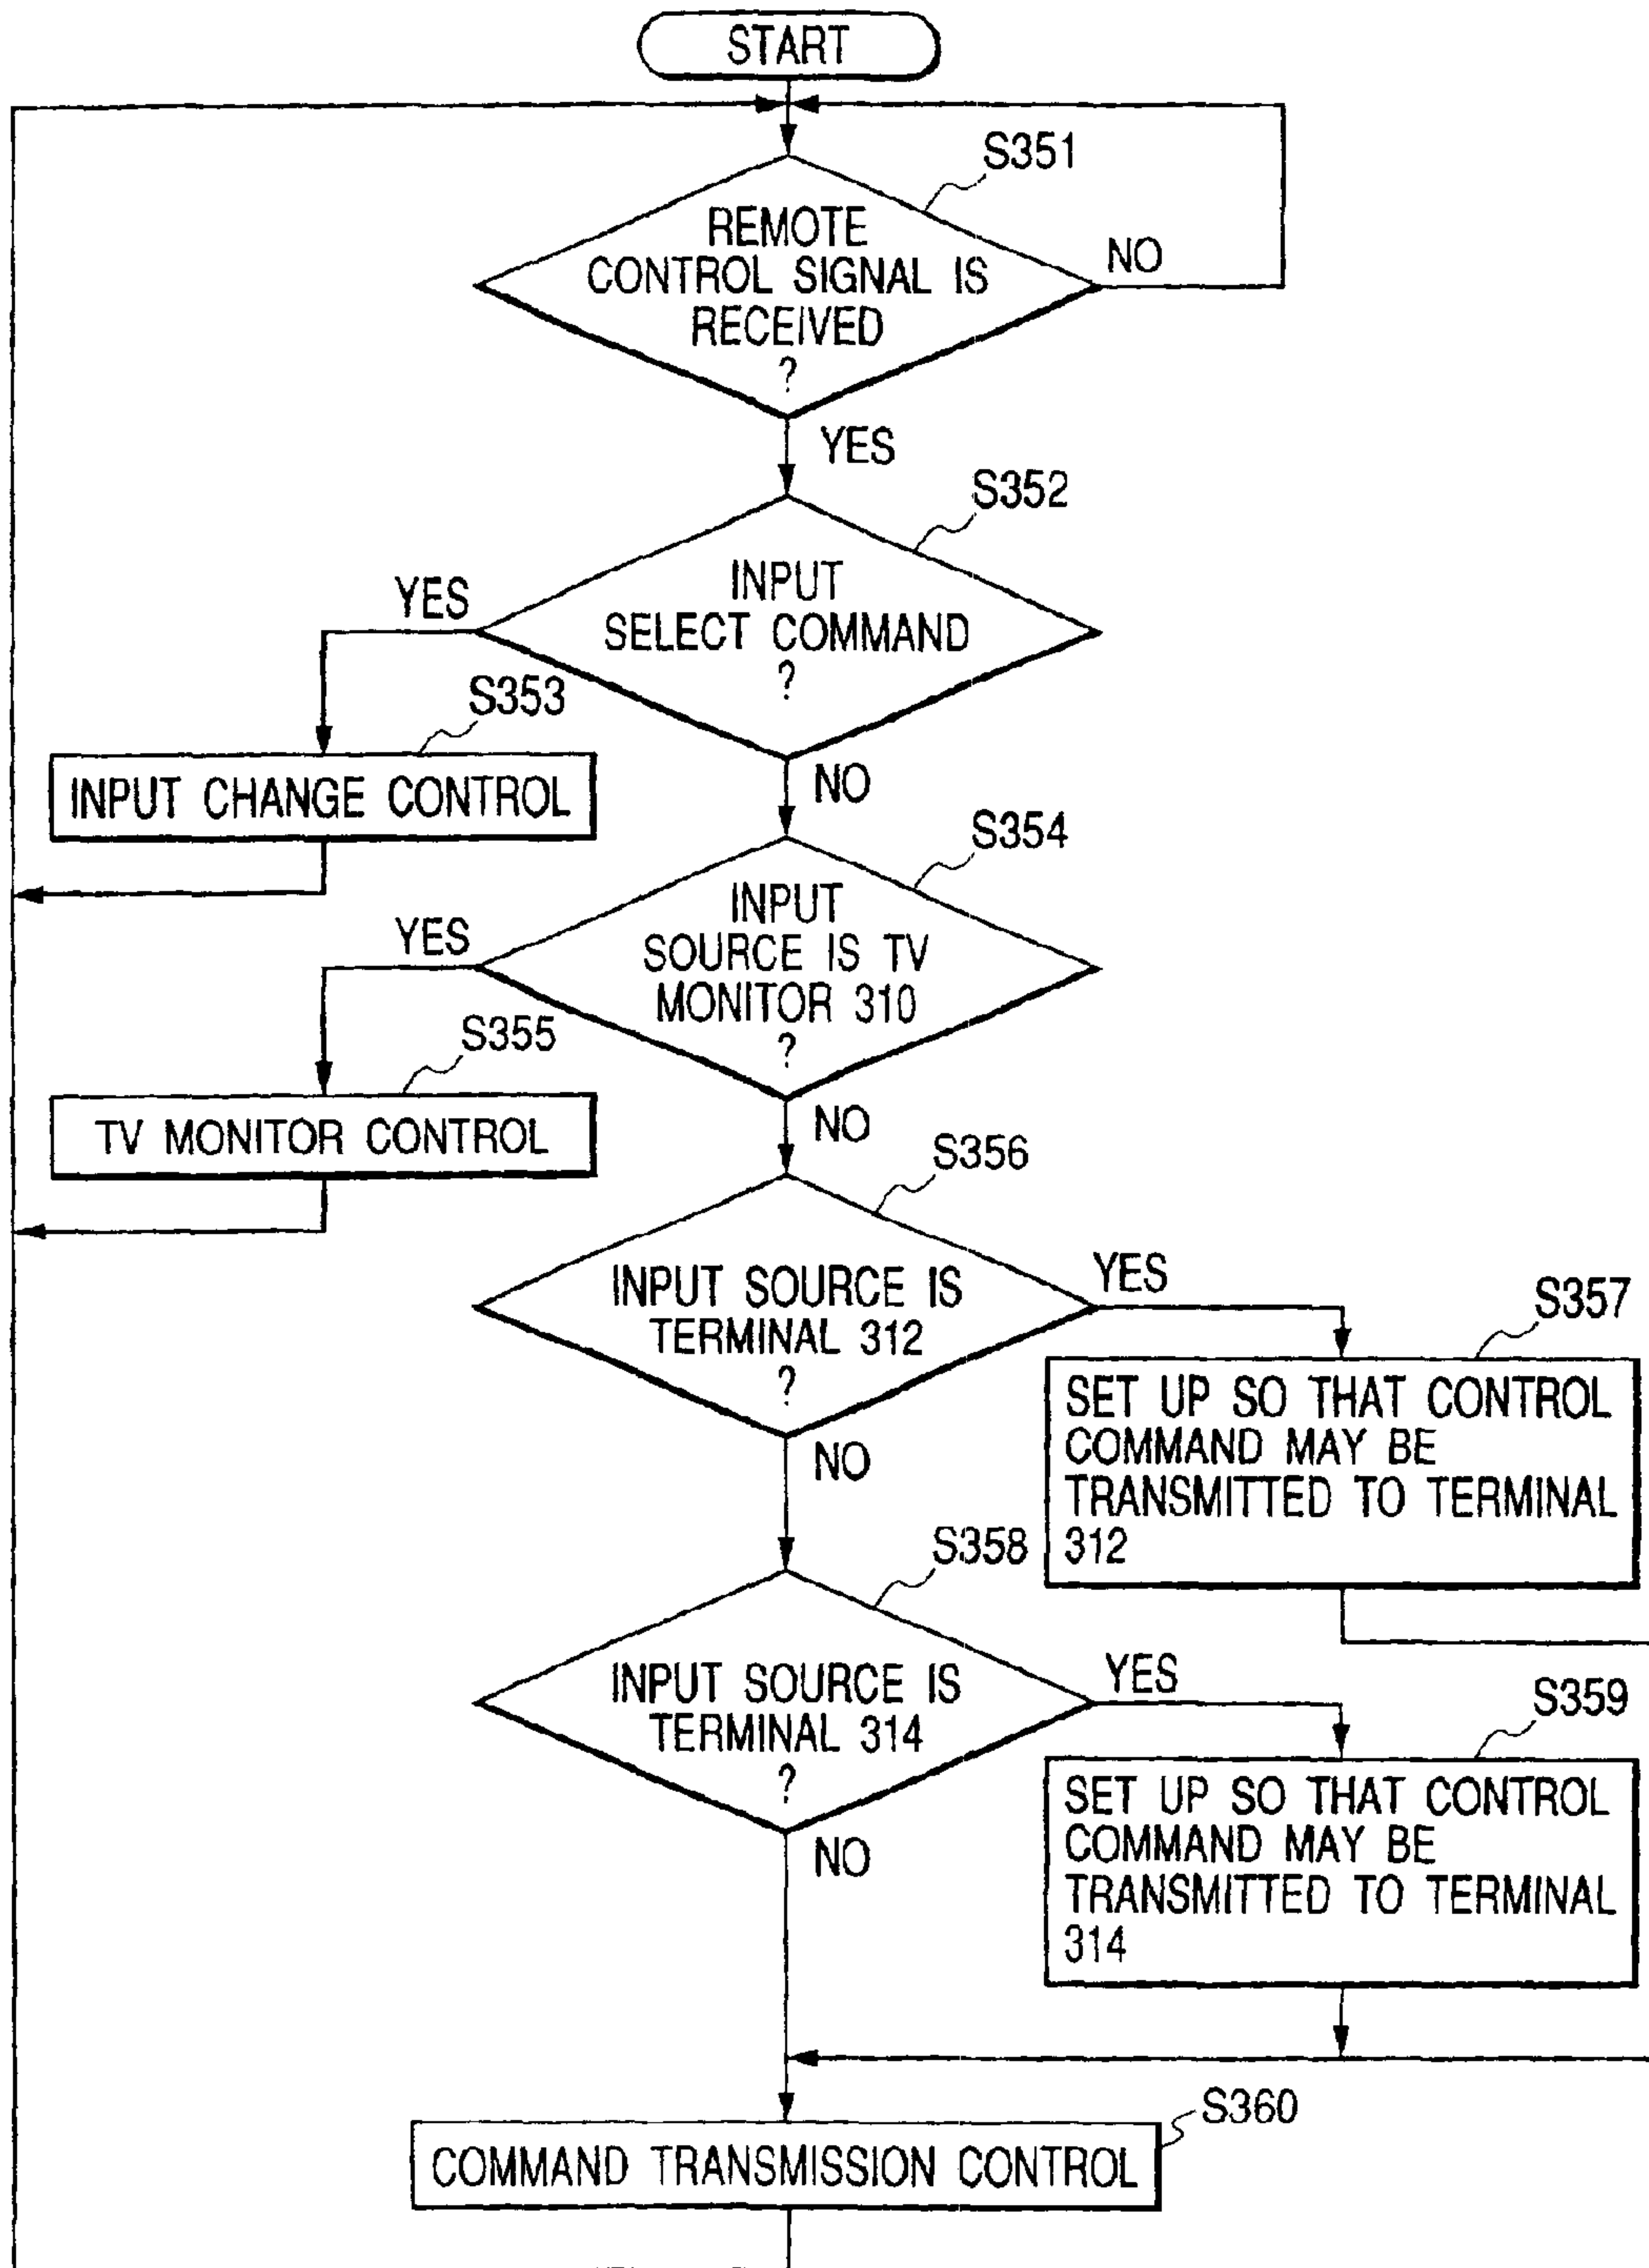 START
S351
REMOTE
CONTROL SIGNAL IS
RECEIVED
?
NO
YES
S352
INPUT
SELECT COMMAND
?
YES
S353
INPUT CHANGE CONTROL
NO
S354
INPUT
SOURCE IS TV
MONITOR 310
?
YES
S355
TV MONITOR CONTROL
NO
S356
INPUT SOURCE IS
TERMINAL 312
?
YES
S357
SET UP SO THAT CONTROL
COMMAND MAY BE
TRANSMITTED TO TERMINAL
312
NO
S358
INPUT SOURCE IS
TERMINAL 314
?
YES
S359
SET UP SO THAT CONTROL
COMMAND MAY BE
TRANSMITTED TO TERMINAL
314
NO
S360
COMMAND TRANSMISSION CONTROL